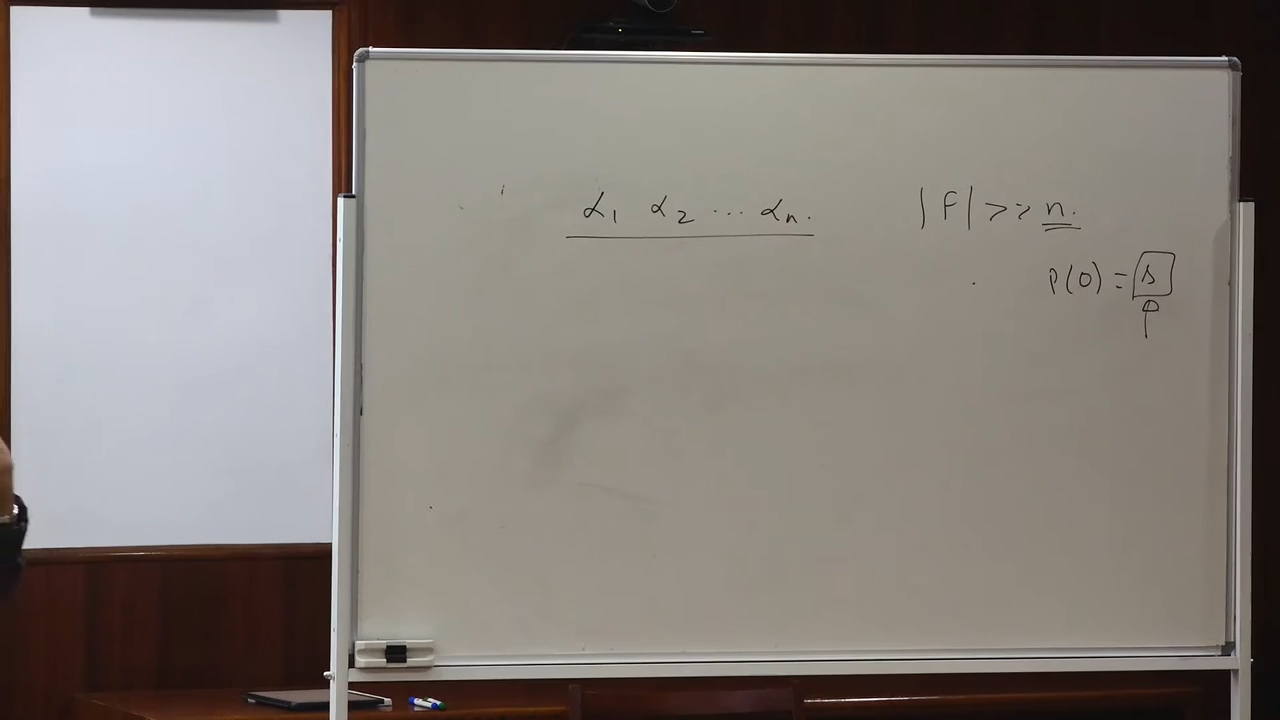 α₁ α₂ ... αₙ.
|F| >> n.
P(0) = s